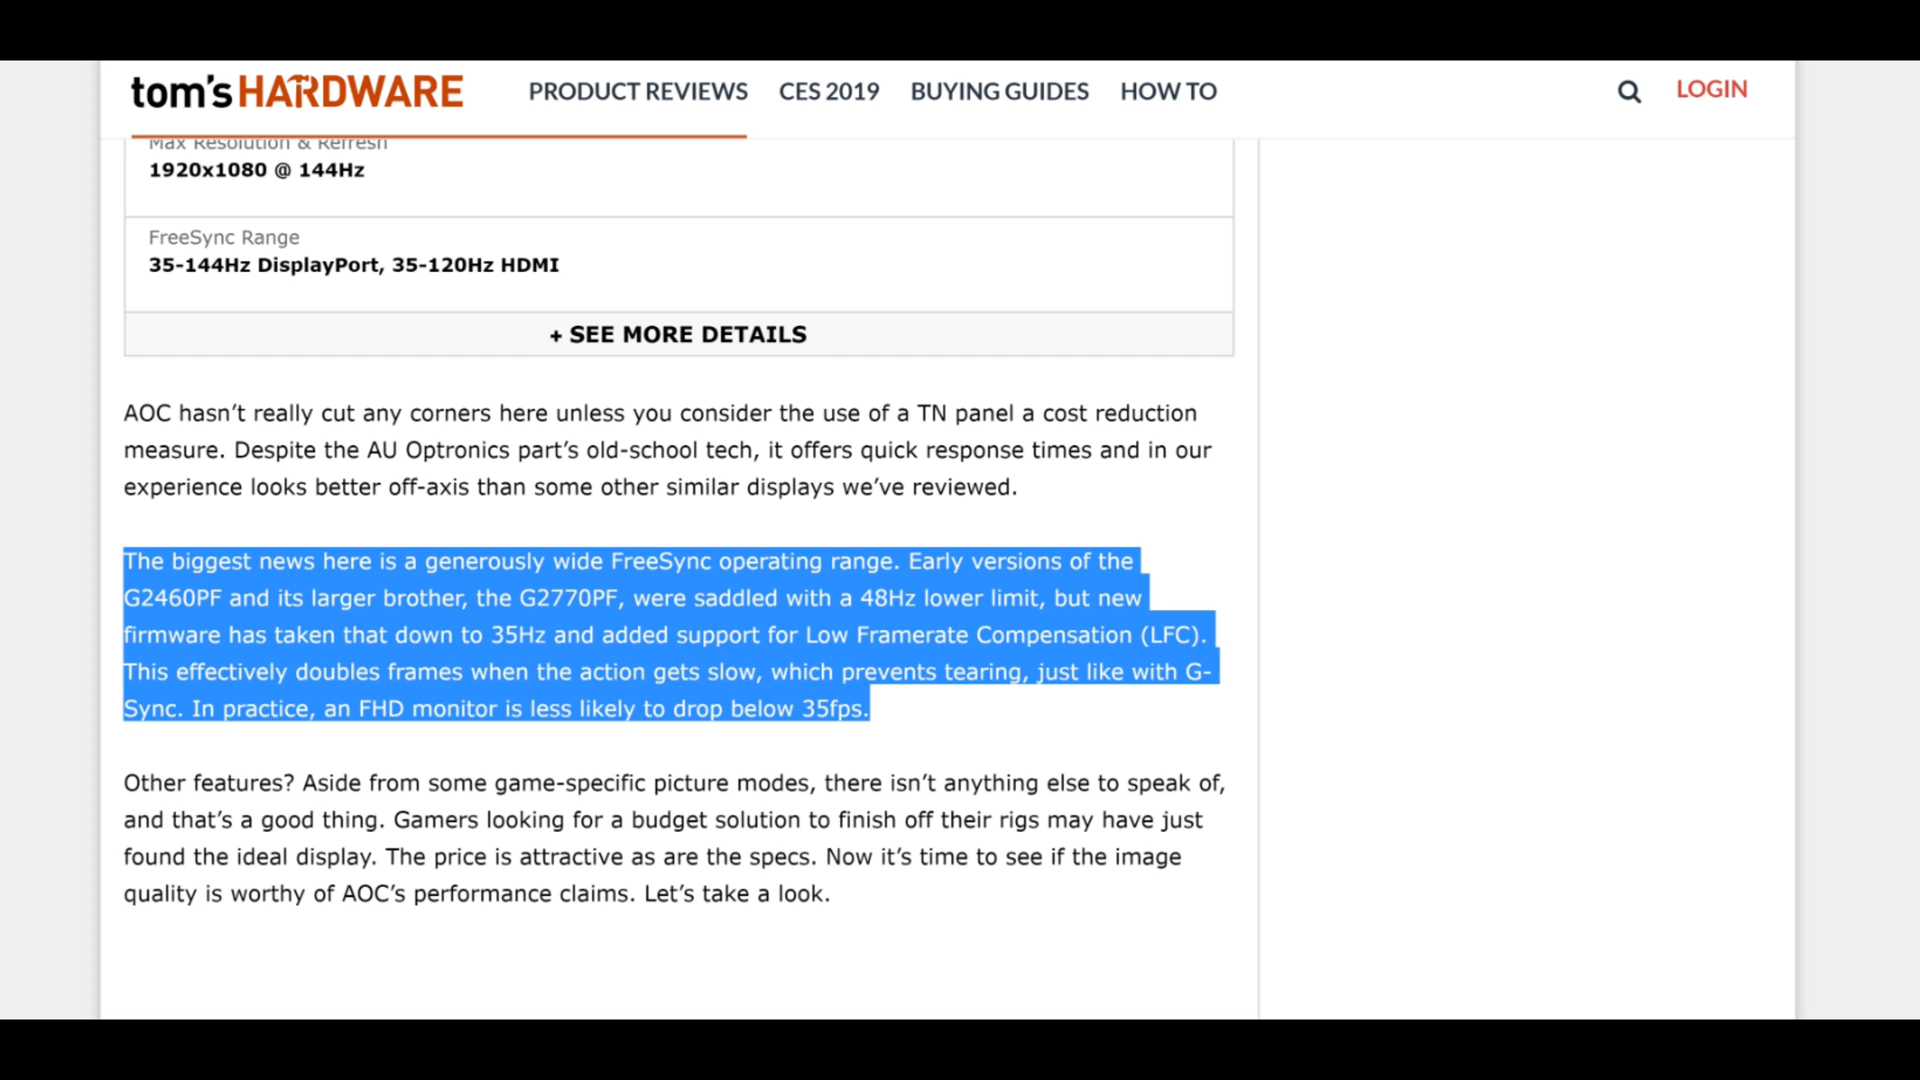 tom's HARDWARE PRODUCT REVIEWS CES 2019 BUYING GUIDES HOW TO LOGIN
Max Resolution & Refresh
1920x1080 @ 144Hz
FreeSync Range
35-144Hz DisplayPort, 35-120Hz HDMI
+ SEE MORE DETAILS
AOC hasn’t really cut any corners here unless you consider the use of a TN panel a cost reduction
measure. Despite the AU Optronics part’s old-school tech, it offers quick response times and in our
experience looks better off-axis than some other similar displays we’ve reviewed.
The biggest news here is a generously wide FreeSync operating range. Early versions of the
G2460PF and its larger brother, the G2770PF, were saddled with a 48Hz lower limit, but new
firmware has taken that down to 35Hz and added support for Low Framerate Compensation (LFC).
This effectively doubles frames when the action gets slow, which prevents tearing, just like with G-
Sync. In practice, an FHD monitor is less likely to drop below 35fps.
Other features? Aside from some game-specific picture modes, there isn’t anything else to speak of,
and that’s a good thing. Gamers looking for a budget solution to finish off their rigs may have just
found the ideal display. The price is attractive as are the specs. Now it’s time to see if the image
quality is worthy of AOC’s performance claims. Let’s take a look.